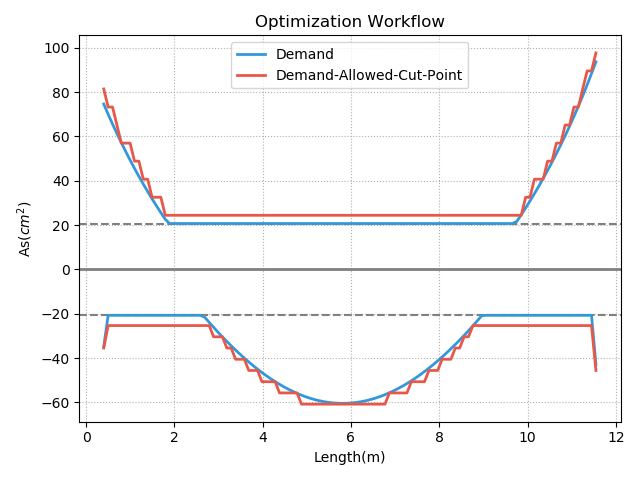 Optimization Workflow
Demand
Demand-Allowed-Cut-Point
As(cm²)
100
80
60
40
20
0
−20
−40
−60
0 2 4 6 8 10 12
Length(m)